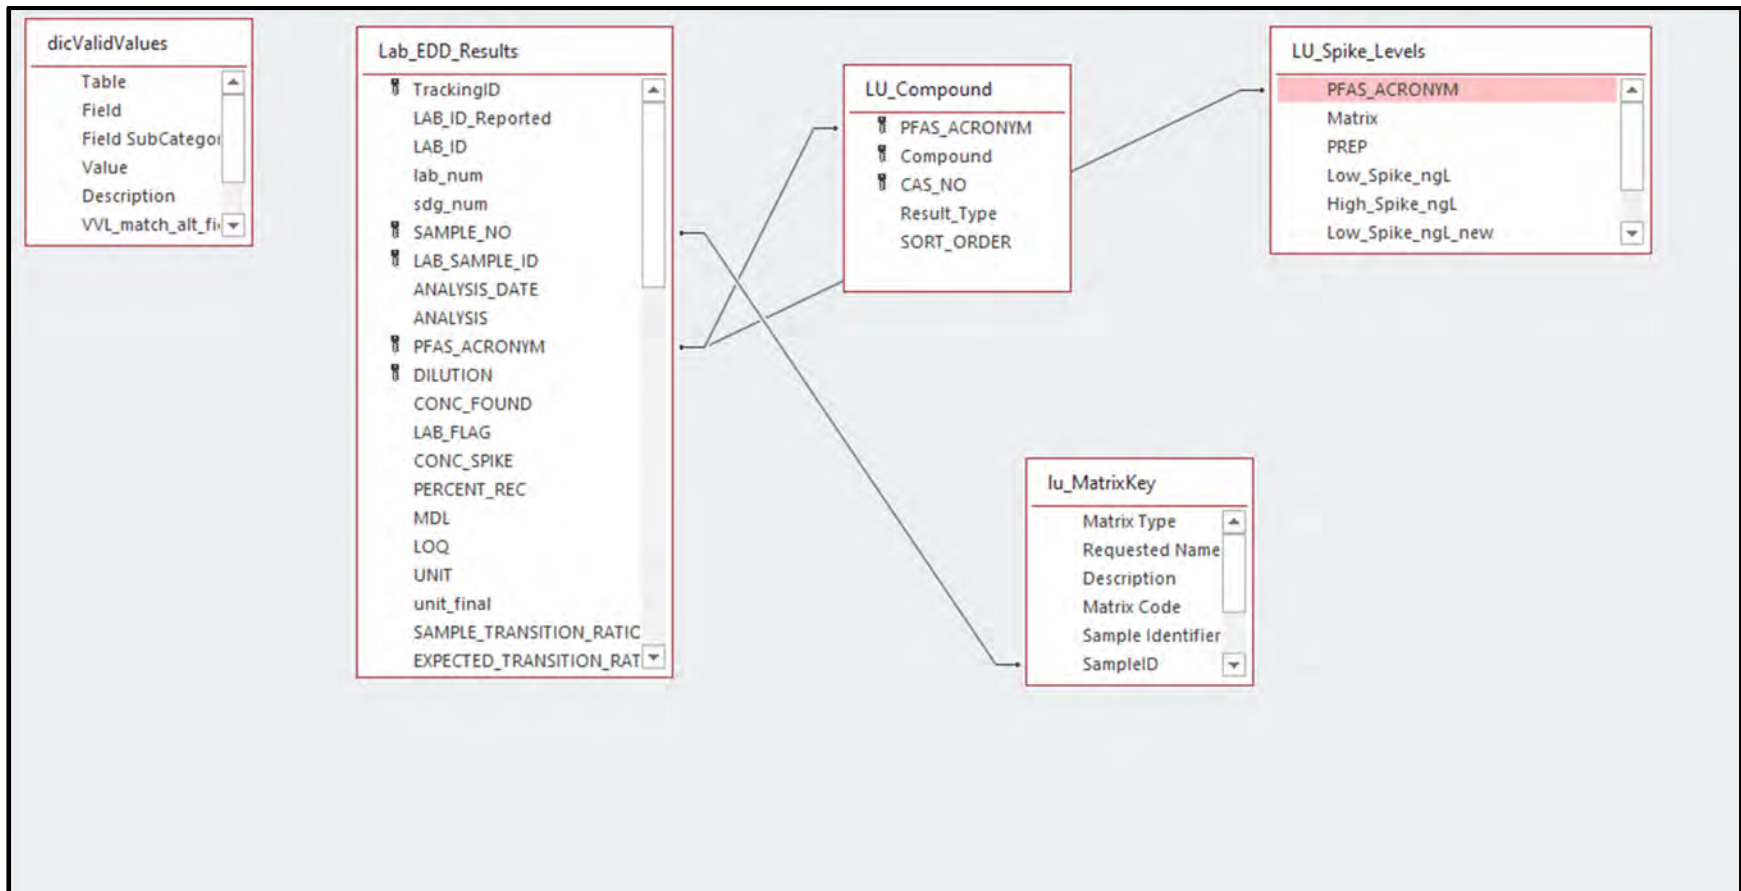 dicValidValues
Table
Field
Field SubCategor
Value
Description
VVL_match_alt_fi
Lab_EDD_Results
TrackingID
LAB_ID_Reported
LAB_ID
lab_num
sdg_num
SAMPLE_NO
LAB_SAMPLE_ID
ANALYSIS_DATE
ANALYSIS
PFAS_ACRONYM
DILUTION
CONC_FOUND
LAB_FLAG
CONC_SPIKE
PERCENT_REC
MDL
LOQ
UNIT
unit_final
SAMPLE_TRANSITION_RATIO
EXPECTED_TRANSITION_RAT
LU_Compound
PFAS_ACRONYM
Compound
CAS_NO
Result_Type
SORT_ORDER
LU_Spike_Levels
PFAS_ACRONYM
Matrix
PREP
Low_Spike_ngL
High_Spike_ngL
Low_Spike_ngL_new
lu_MatrixKey
Matrix Type
Requested Name
Description
Matrix Code
Sample Identifier
SampleID